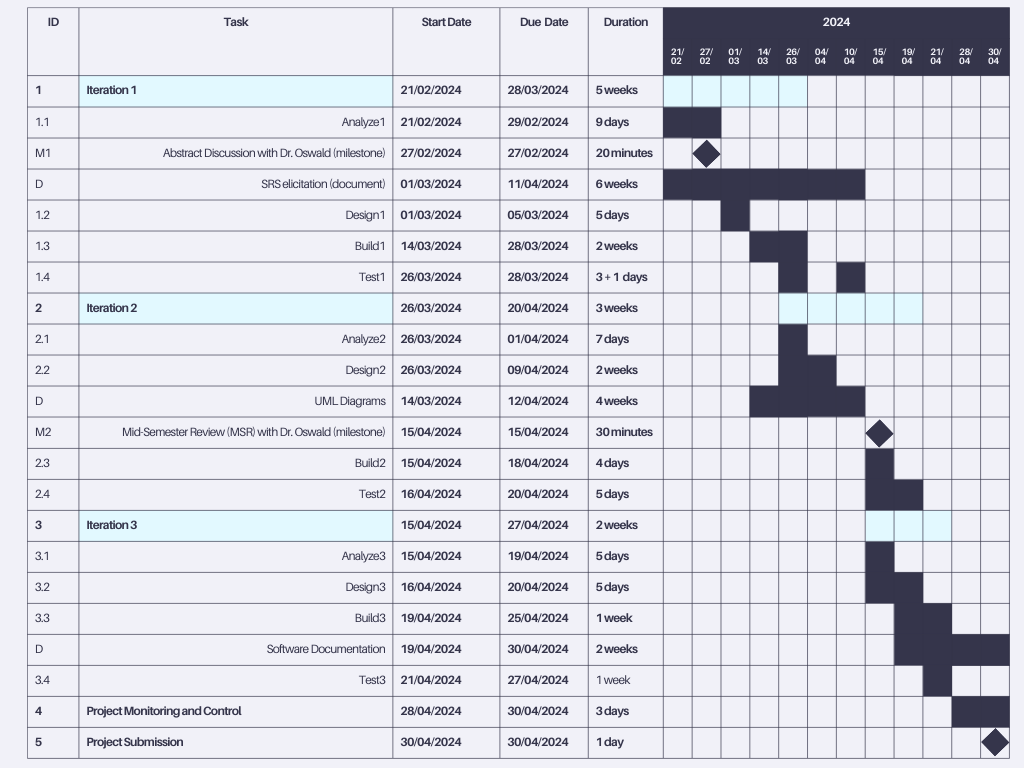 ID Task Start Date Due Date Duration 2024
21/02 27/02 01/03 14/03 26/03 04/04 10/04 15/04 19/04 21/04 28/04 30/04
1 Iteration 1 21/02/2024 28/03/2024 5 weeks
1.1 Analyze1 21/02/2024 29/02/2024 9 days
M1 Abstract Discussion with Dr. Oswald (milestone) 27/02/2024 27/02/2024 20 minutes
D SRS elicitation (document) 01/03/2024 11/04/2024 6 weeks
1.2 Design1 01/03/2024 05/03/2024 5 days
1.3 Build1 14/03/2024 28/03/2024 2 weeks
1.4 Test1 26/03/2024 28/03/2024 3 + 1 days
2 Iteration 2 26/03/2024 20/04/2024 3 weeks
2.1 Analyze2 26/03/2024 01/04/2024 7 days
2.2 Design2 26/03/2024 09/04/2024 2 weeks
D UML Diagrams 14/03/2024 12/04/2024 4 weeks
M2 Mid-Semester Review (MSR) with Dr. Oswald (milestone) 15/04/2024 15/04/2024 30 minutes
2.3 Build2 15/04/2024 18/04/2024 4 days
2.4 Test2 16/04/2024 20/04/2024 5 days
3 Iteration 3 15/04/2024 27/04/2024 2 weeks
3.1 Analyze3 15/04/2024 19/04/2024 5 days
3.2 Design3 16/04/2024 20/04/2024 5 days
3.3 Build3 19/04/2024 25/04/2024 1 week
D Software Documentation 19/04/2024 30/04/2024 2 weeks
3.4 Test3 21/04/2024 27/04/2024 1 week
4 Project Monitoring and Control 28/04/2024 30/04/2024 3 days
5 Project Submission 30/04/2024 30/04/2024 1 day